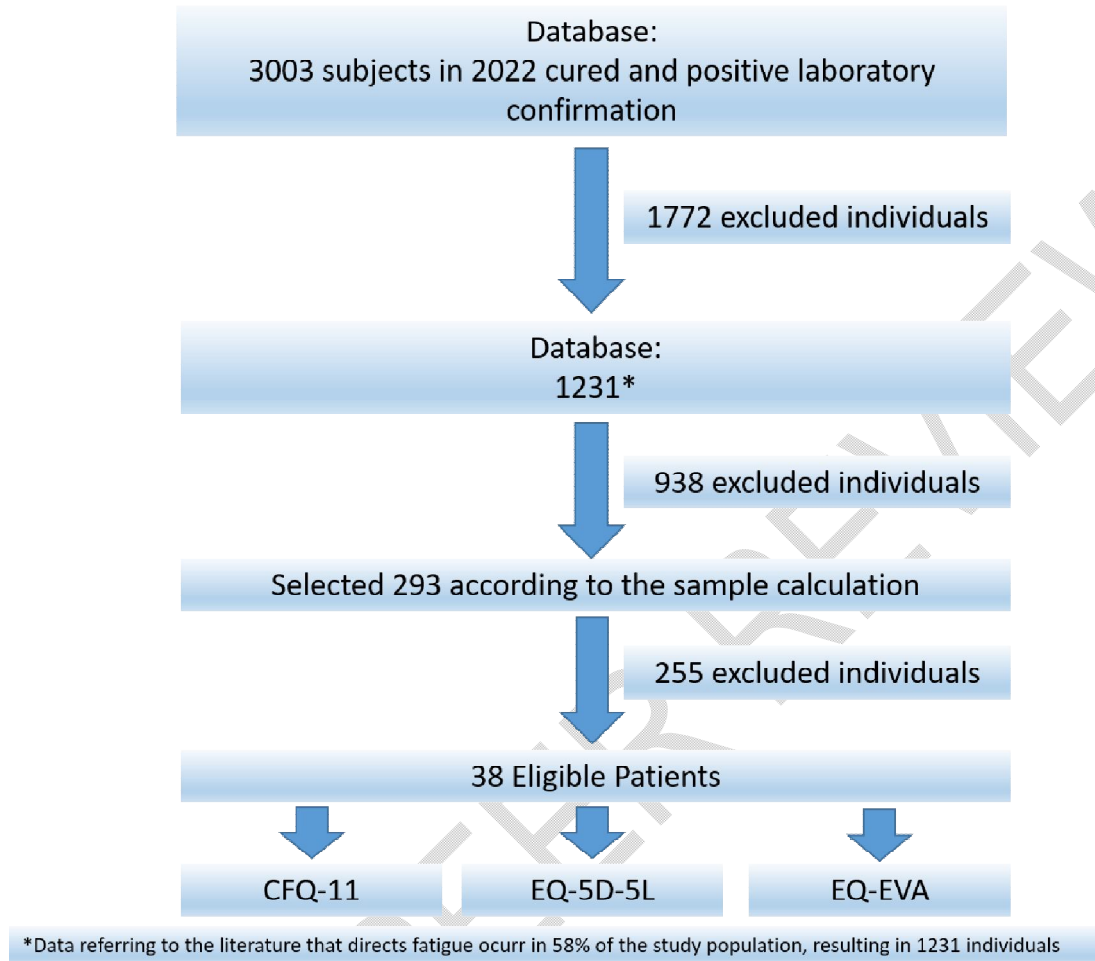 Database:
3003 subjects in 2022 cured and positive laboratory
confirmation
1772 excluded individuals
Database:
1231*
938 excluded individuals
Selected 293 according to the sample calculation
255 excluded individuals
38 Eligible Patients
CFQ-11
EQ-5D-5L
EQ-EVA
*Data referring to the literature that directs fatigue ocurr in 58% of the study population, resulting in 1231 individuals